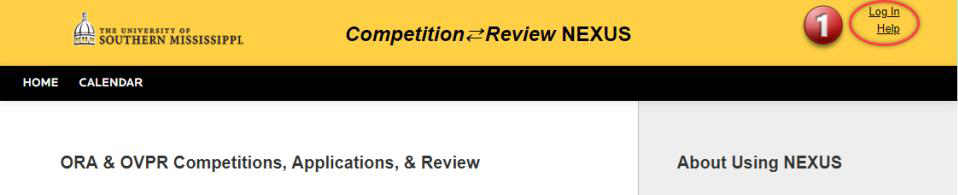 THE UNIVERSITY OF
SOUTHERN MISSISSIPPI.
Competition⇄Review NEXUS
1
Log In
Help
HOME CALENDAR
ORA & OVPR Competitions, Applications, & Review
About Using NEXUS